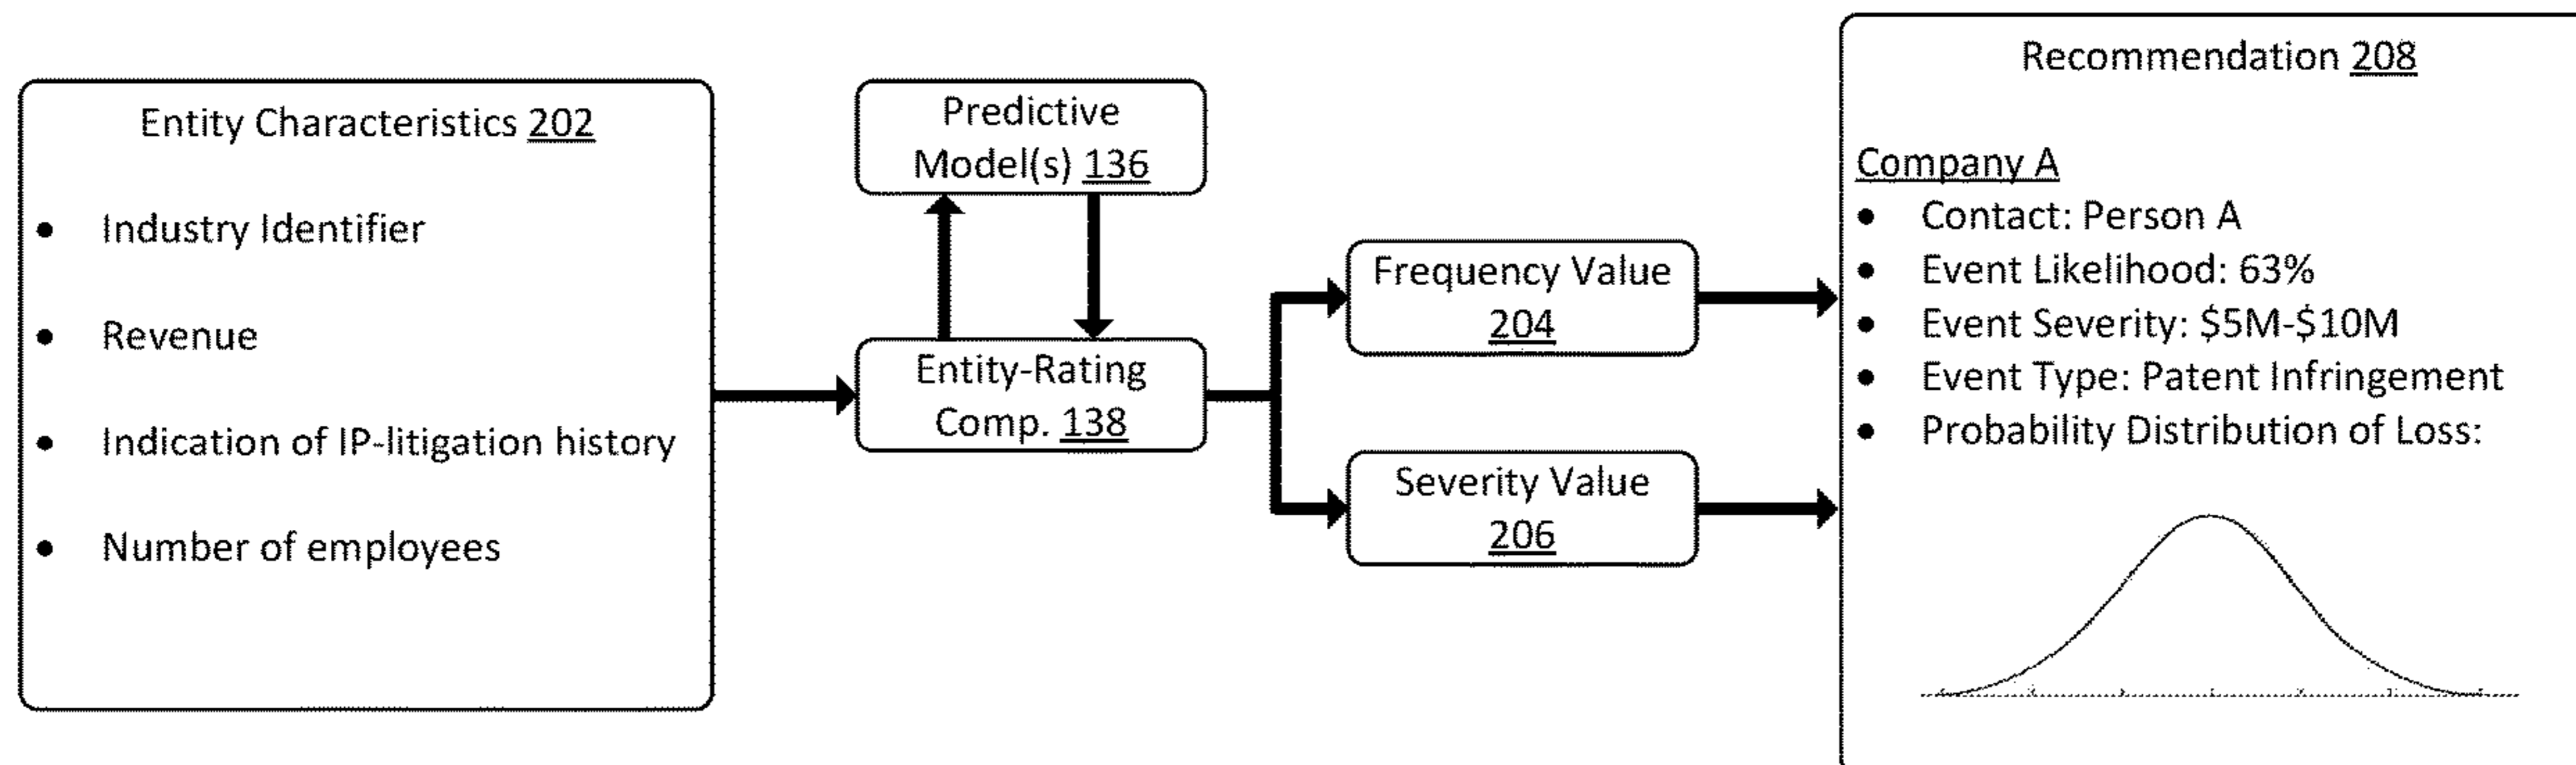 Entity Characteristics 202
• Industry Identifier
• Revenue
• Indication of IP-litigation history
• Number of employees
Predictive
Model(s) 136
Entity-Rating
Comp. 138
Frequency Value
204
Severity Value
206
Recommendation 208
Company A
• Contact: Person A
• Event Likelihood: 63%
• Event Severity: $5M-$10M
• Event Type: Patent Infringement
• Probability Distribution of Loss: